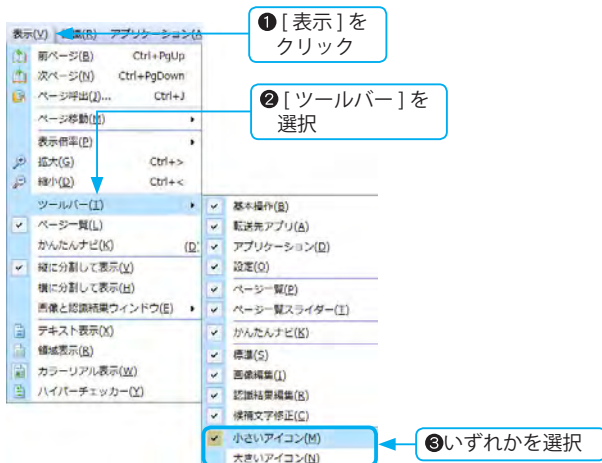 ❶[ 表示 ] を
クリック
表示(V) 認識(R) アプリケーション(A
前ページ(B) Ctrl+PgUp
次ページ(N) Ctrl+PgDown
ページ呼出(J)... Ctrl+J
ページ移動(M)
❷[ ツールバー ] を
選択
表示倍率(P)
拡大(G) Ctrl+>
縮小(D) Ctrl+<
ツールバー(T)
ページ一覧(L)
かんたんナビ(K) (D
縦に分割して表示(V)
横に分割して表示(H)
画像と認識結果ウィンドウ(E)
テキスト表示(X)
領域表示(R)
カラーリアル表示(W)
ハイパーチェッカー(Y)
基本操作(B)
転送先アプリ(A)
アプリケーション(D)
設定(O)
ページ一覧(P)
ページ一覧スライダー(T)
かんたんナビ(K)
標準(S)
画像編集(I)
認識結果編集(R)
候補文字修正(C)
小さいアイコン(M)
大きいアイコン(N)
❸いずれかを選択